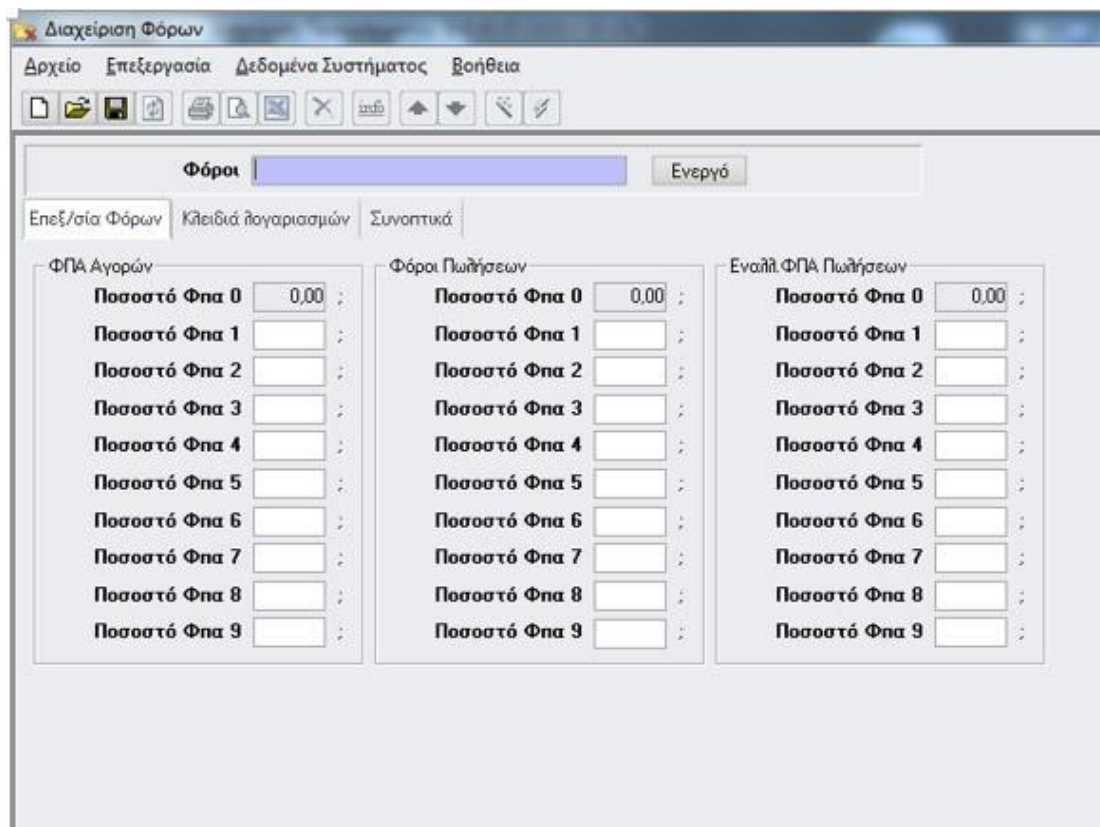 Διαχείριση Φόρων
Αρχείο Επεξεργασία Δεδομένα Συστήματος Βοήθεια
info
Φόροι Ενεργό
Επεξ/σία Φόρων Κλειδιά λογαριασμών Συνοπτικά
ΦΠΑ Αγορών Φόροι Πωλήσεων Εναλλ.ΦΠΑ Πωλήσεων
Ποσοστό Φπα 0 0,00 ; Ποσοστό Φπα 0 0,00 ; Ποσοστό Φπα 0 0,00 ;
Ποσοστό Φπα 1 ; Ποσοστό Φπα 1 ; Ποσοστό Φπα 1 ;
Ποσοστό Φπα 2 ; Ποσοστό Φπα 2 ; Ποσοστό Φπα 2 ;
Ποσοστό Φπα 3 ; Ποσοστό Φπα 3 ; Ποσοστό Φπα 3 ;
Ποσοστό Φπα 4 ; Ποσοστό Φπα 4 ; Ποσοστό Φπα 4 ;
Ποσοστό Φπα 5 ; Ποσοστό Φπα 5 ; Ποσοστό Φπα 5 ;
Ποσοστό Φπα 6 ; Ποσοστό Φπα 6 ; Ποσοστό Φπα 6 ;
Ποσοστό Φπα 7 ; Ποσοστό Φπα 7 ; Ποσοστό Φπα 7 ;
Ποσοστό Φπα 8 ; Ποσοστό Φπα 8 ; Ποσοστό Φπα 8 ;
Ποσοστό Φπα 9 ; Ποσοστό Φπα 9 ; Ποσοστό Φπα 9 ;